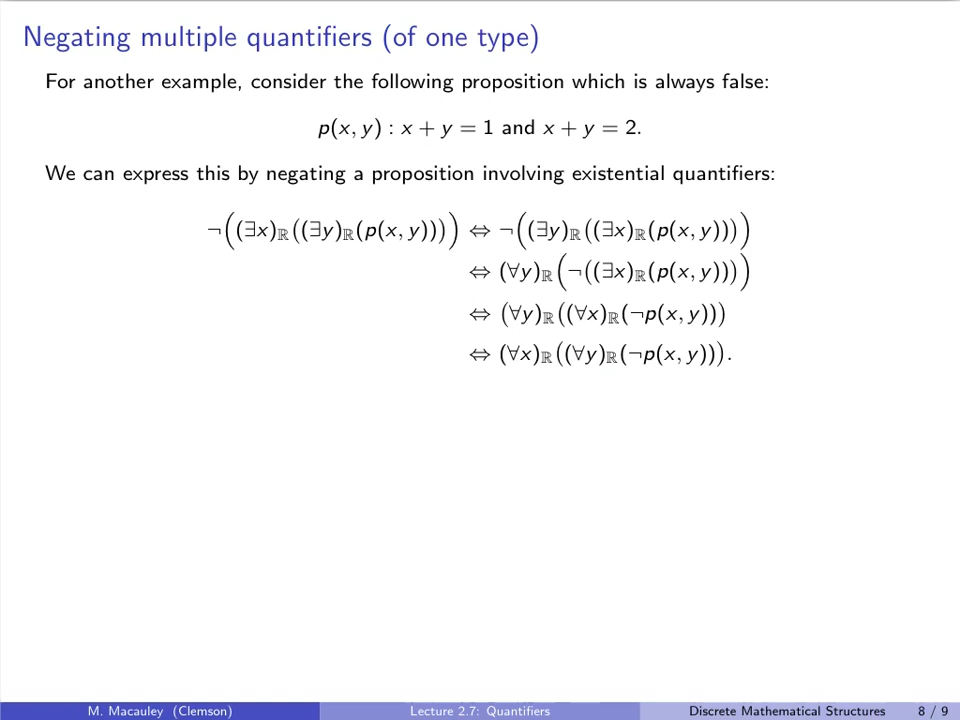 Negating multiple quantifiers (of one type)
For another example, consider the following proposition which is always false:
p(x, y) : x + y = 1 and x + y = 2.
We can express this by negating a proposition involving existential quantifiers:
¬((∃x)ℝ((∃y)ℝ(p(x, y)))) ⇔ ¬((∃y)ℝ((∃x)ℝ(p(x, y))))
⇔ (∀y)ℝ(¬((∃x)ℝ(p(x, y))))
⇔ (∀y)ℝ((∀x)ℝ(¬p(x, y)))
⇔ (∀x)ℝ((∀y)ℝ(¬p(x, y))).
M. Macauley (Clemson) Lecture 2.7: Quantifiers Discrete Mathematical Structures 8 / 9